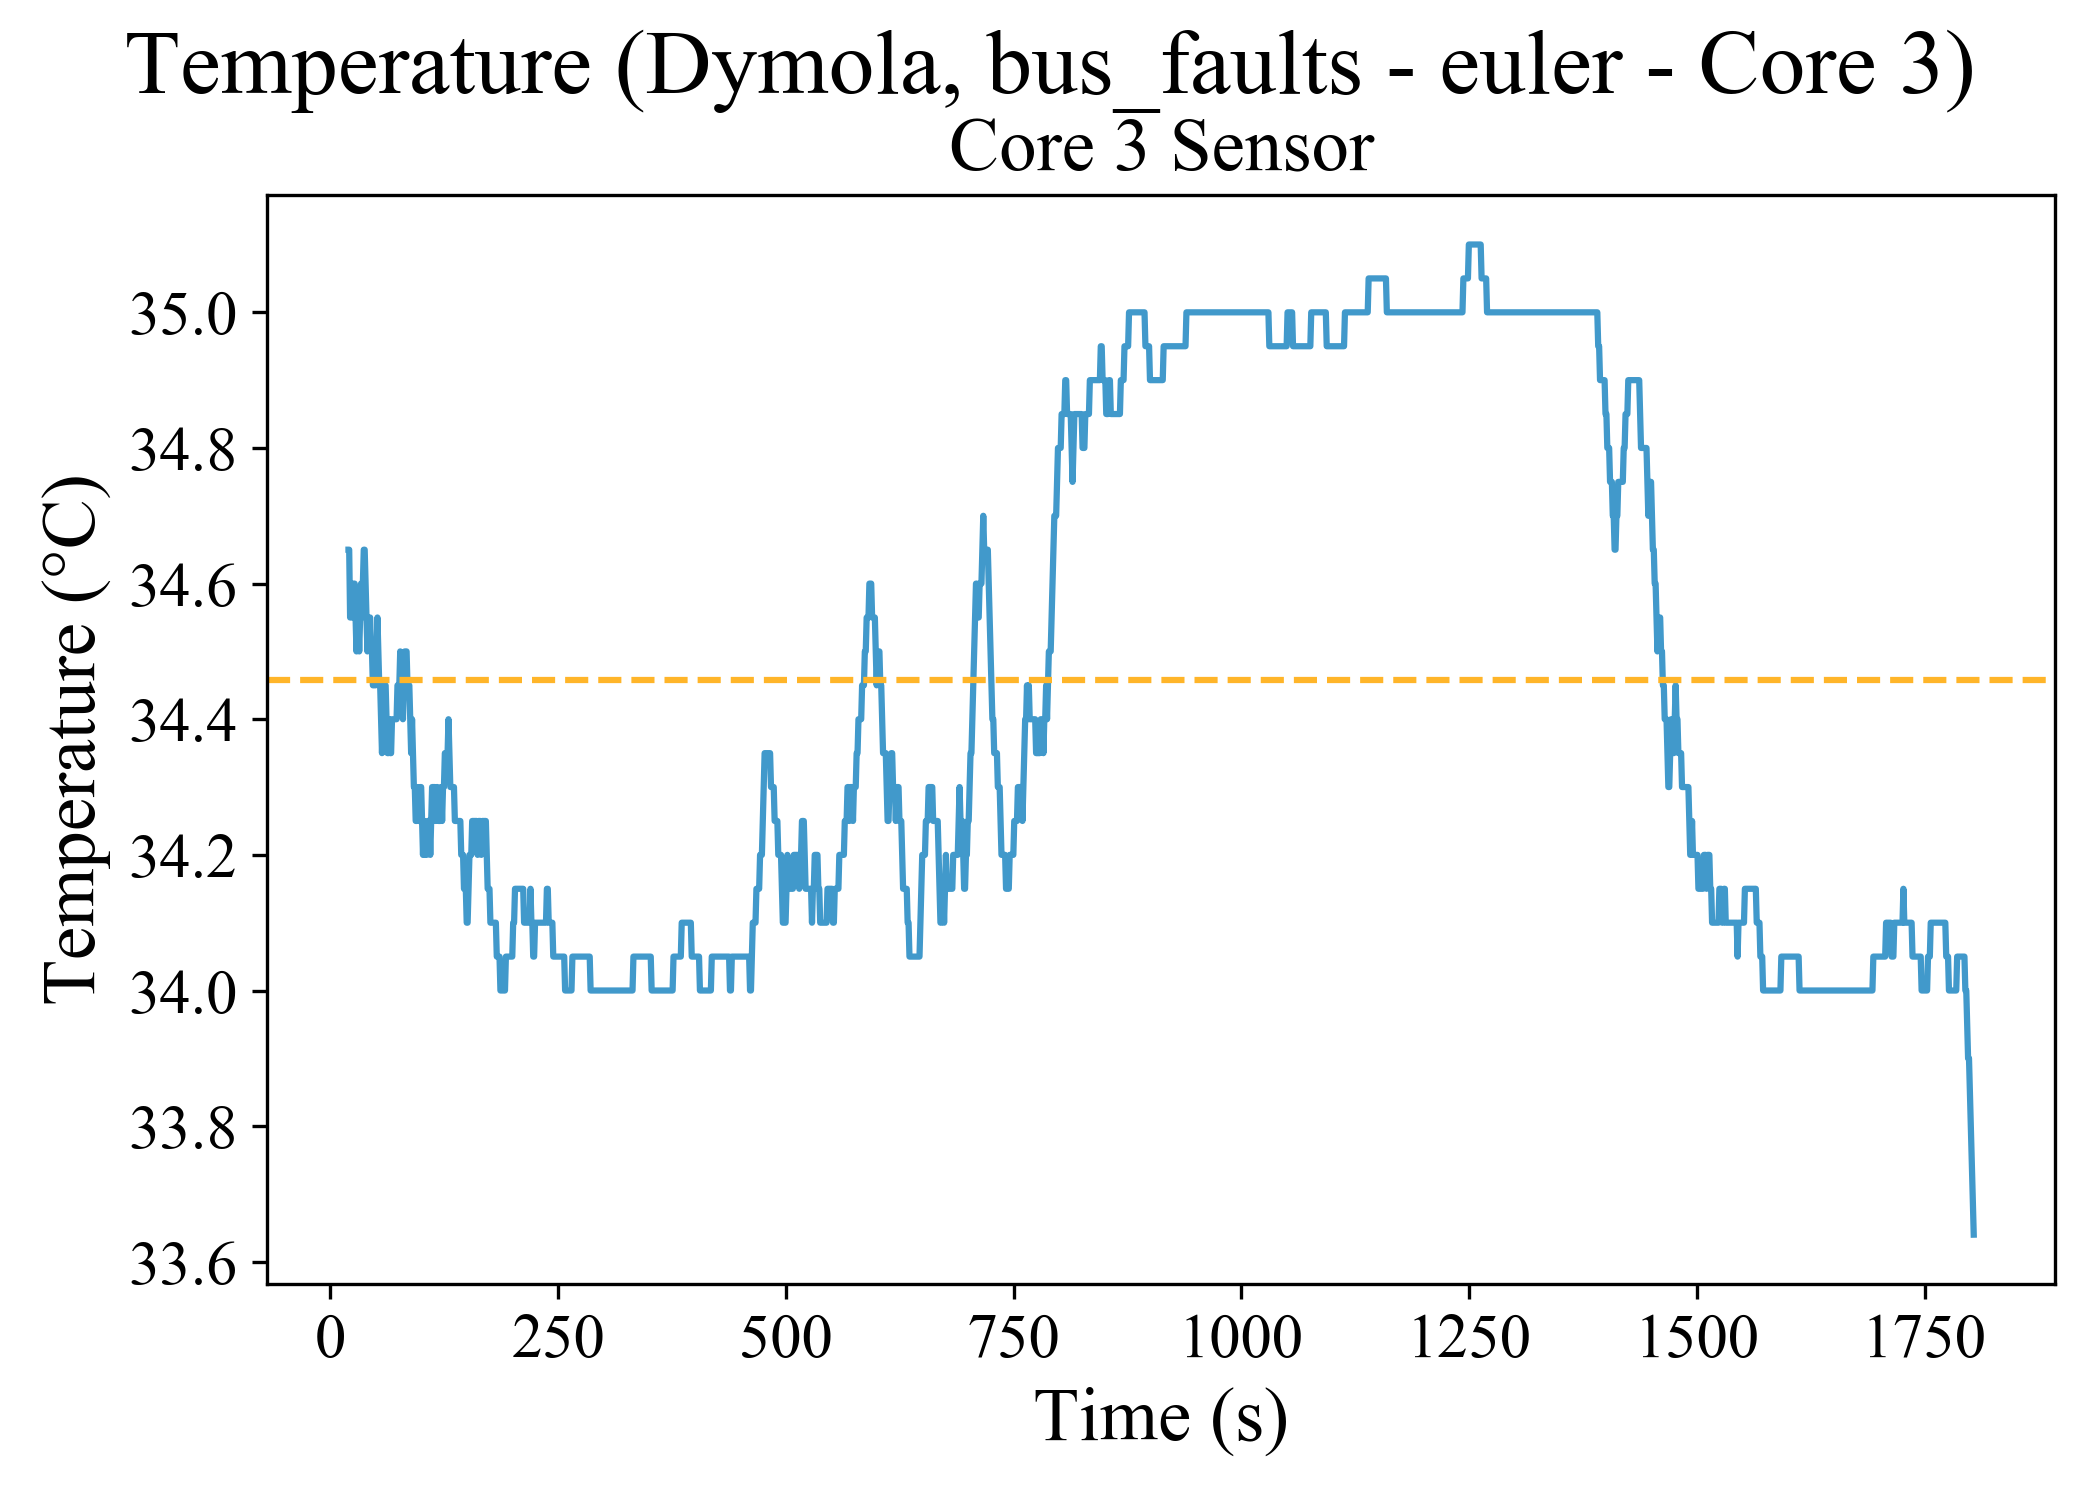 Temperature (Dymola, bus_faults - euler - Core 3)
Core 3 Sensor
Temperature (°C)
35.0
34.8
34.6
34.4
34.2
34.0
33.8
33.6
0 250 500 750 1000 1250 1500 1750
Time (s)